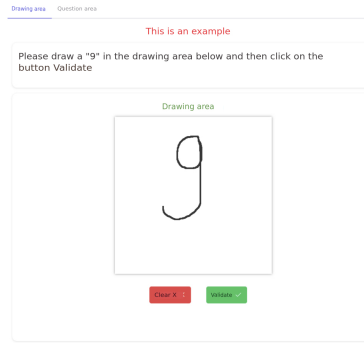 Drawing area Question area
This is an example
Please draw a "9" in the drawing area below and then click on the
button Validate
Drawing area
9
Clear X Validate